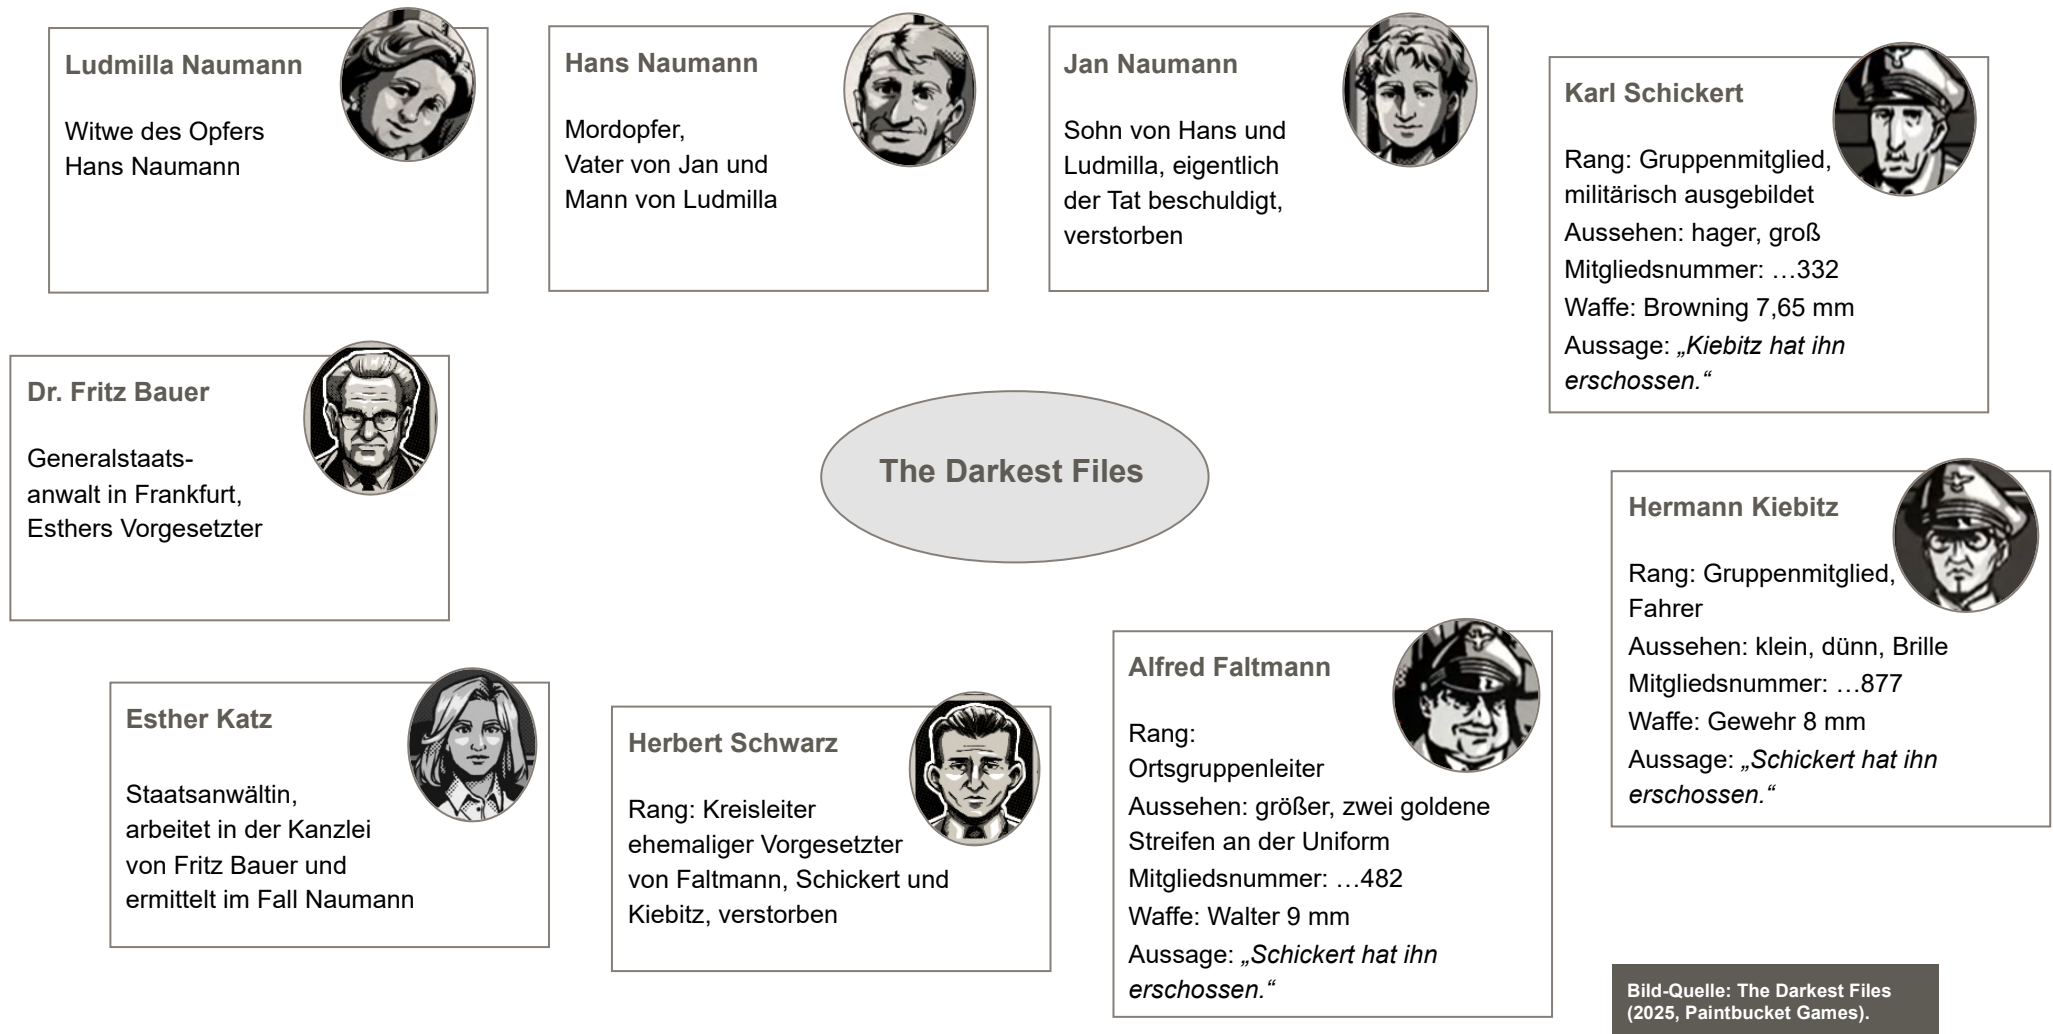 Ludmilla Naumann
Witwe des Opfers
Hans Naumann
Hans Naumann
Mordopfer,
Vater von Jan und
Mann von Ludmilla
Jan Naumann
Sohn von Hans und
Ludmilla, eigentlich
der Tat beschuldigt,
verstorben
Karl Schickert
Rang: Gruppenmitglied,
militärisch ausgebildet
Aussehen: hager, groß
Mitgliedsnummer: …332
Waffe: Browning 7,65 mm
Aussage: „Kiebitz hat ihn
erschossen.“
Dr. Fritz Bauer
Generalstaats-
anwalt in Frankfurt,
Esthers Vorgesetzter
The Darkest Files
Hermann Kiebitz
Rang: Gruppenmitglied,
Fahrer
Aussehen: klein, dünn, Brille
Mitgliedsnummer: …877
Waffe: Gewehr 8 mm
Aussage: „Schickert hat ihn
erschossen.“
Esther Katz
Staatsanwältin,
arbeitet in der Kanzlei
von Fritz Bauer und
ermittelt im Fall Naumann
Herbert Schwarz
Rang: Kreisleiter
ehemaliger Vorgesetzter
von Faltmann, Schickert und
Kiebitz, verstorben
Alfred Faltmann
Rang:
Ortsgruppenleiter
Aussehen: größer, zwei goldene
Streifen an der Uniform
Mitgliedsnummer: …482
Waffe: Walter 9 mm
Aussage: „Schickert hat ihn
erschossen.“
Bild-Quelle: The Darkest Files
(2025, Paintbucket Games).